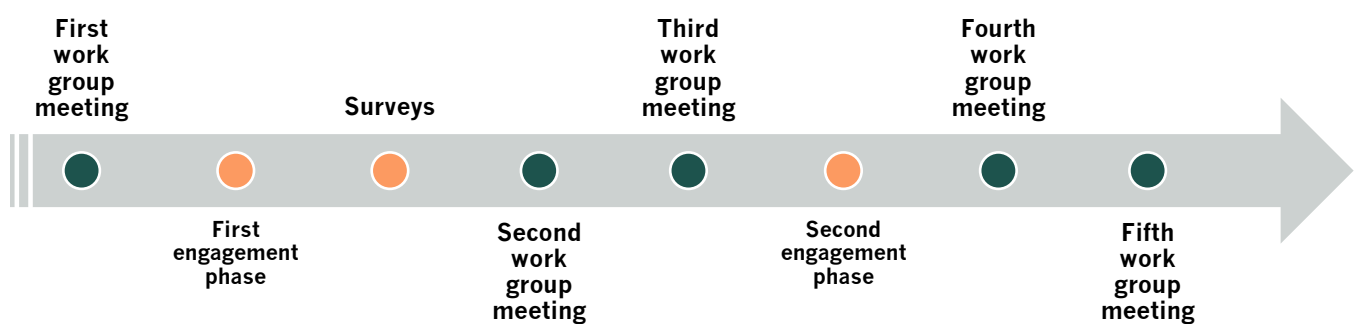 First
work
group
meeting
First
engagement
phase
Surveys
Second
work
group
meeting
Third
work
group
meeting
Second
engagement
phase
Fourth
work
group
meeting
Fifth
work
group
meeting